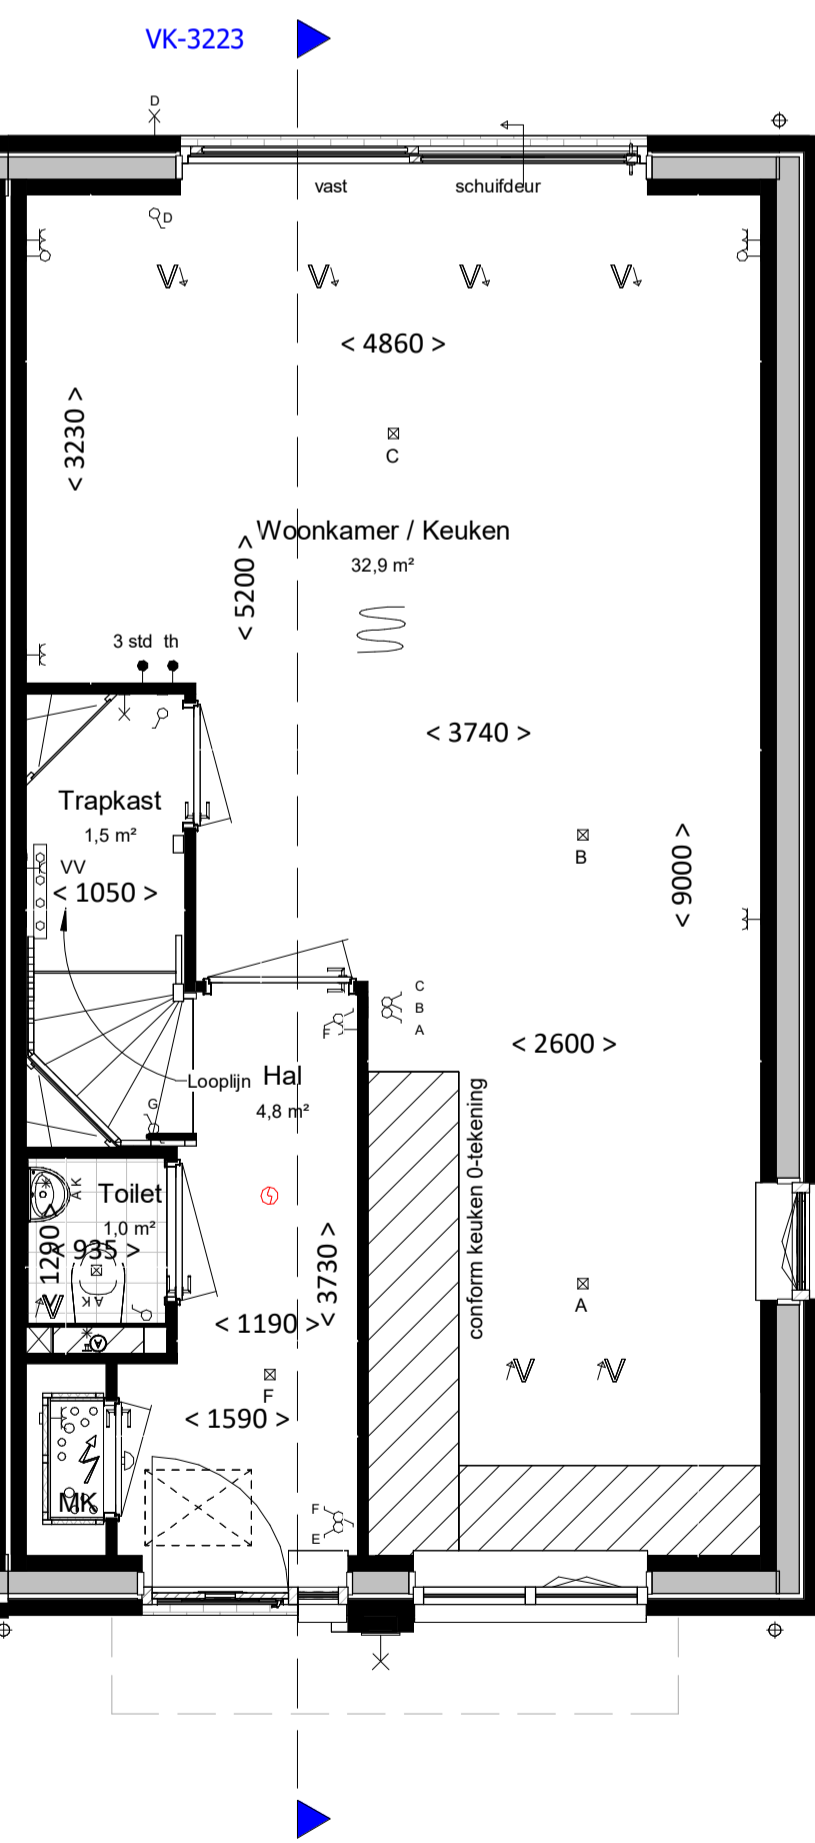 VK-3223
D
vast
schuifdeur
D
V
V
V
V
< 4860 >
< 3230 >
C
Woonkamer / Keuken
32,9 m²
< 5200 >
3 std
th
< 3740 >
Trapkast
1,5 m²
B
VV
< 1050 >
< 9000 >
C
B
A
F
< 2600 >
Looplijn
Hal
4,8 m²
conform keuken 0-tekening
G
Toilet
1,0 m²
A K
< 1290 >
A
935 >
A K
V
A
< 3730 >
A
< 1190 >
V
V
F
< 1590 >
MK
F
E